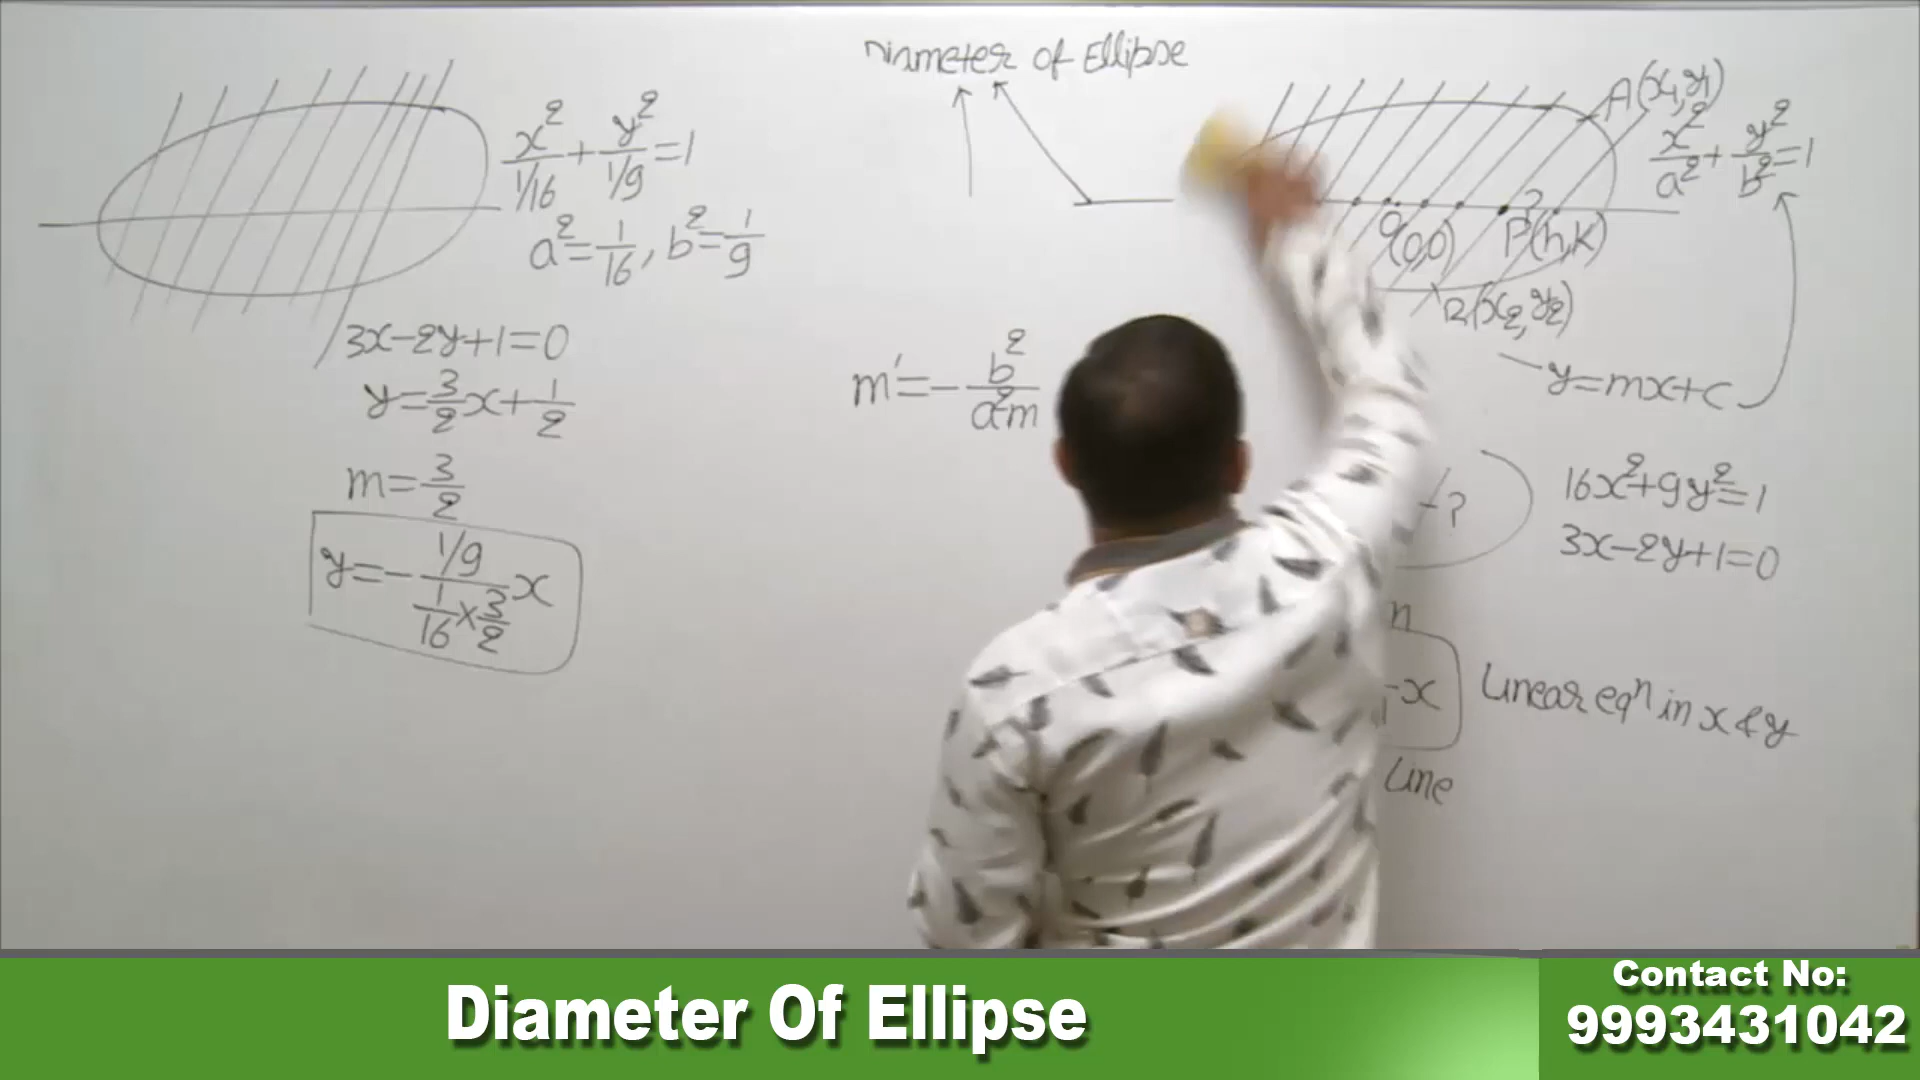 Diameter of Ellipse
x²/1/16 + y²/1/9 = 1
a² = 1/16, b² = 1/9
3x-2y+1=0
y = 3/2 x + 1/2
m = 3/2
y = - 1/9 / 1/16 × 3/2 x
m' = - b²/a²m
A(x₁, y₁)
x²/a² + y²/b² = 1
(0,0)
P(h,k)
B(x₂, y₂)
y=mx+c
?
16x²+9y²=1
3x-2y+1=0
x
Linear eqⁿ in x & y
Line
Diameter Of Ellipse
Contact No:
9993431042